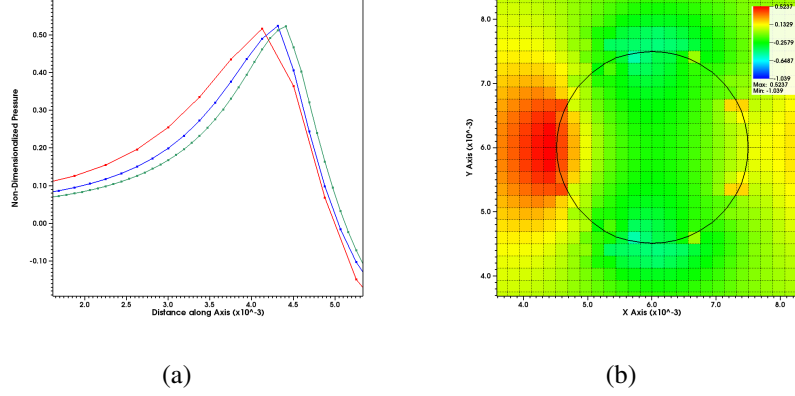 0.50
0.40
0.30
0.20
0.10
0.00
-0.10
Non-Dimensionalized Pressure
2.0 2.5 3.0 3.5 4.0 4.5 5.0
Distance along Axis (x10^-3)
(a)
8.0
7.0
6.0
5.0
4.0
Y Axis (x10^-3)
4.0 5.0 6.0 7.0 8.0
X Axis (x10^-3)
0.5237
0.1329
-0.2579
-0.6487
-1.039
Max: 0.5237
Min: -1.039
(b)